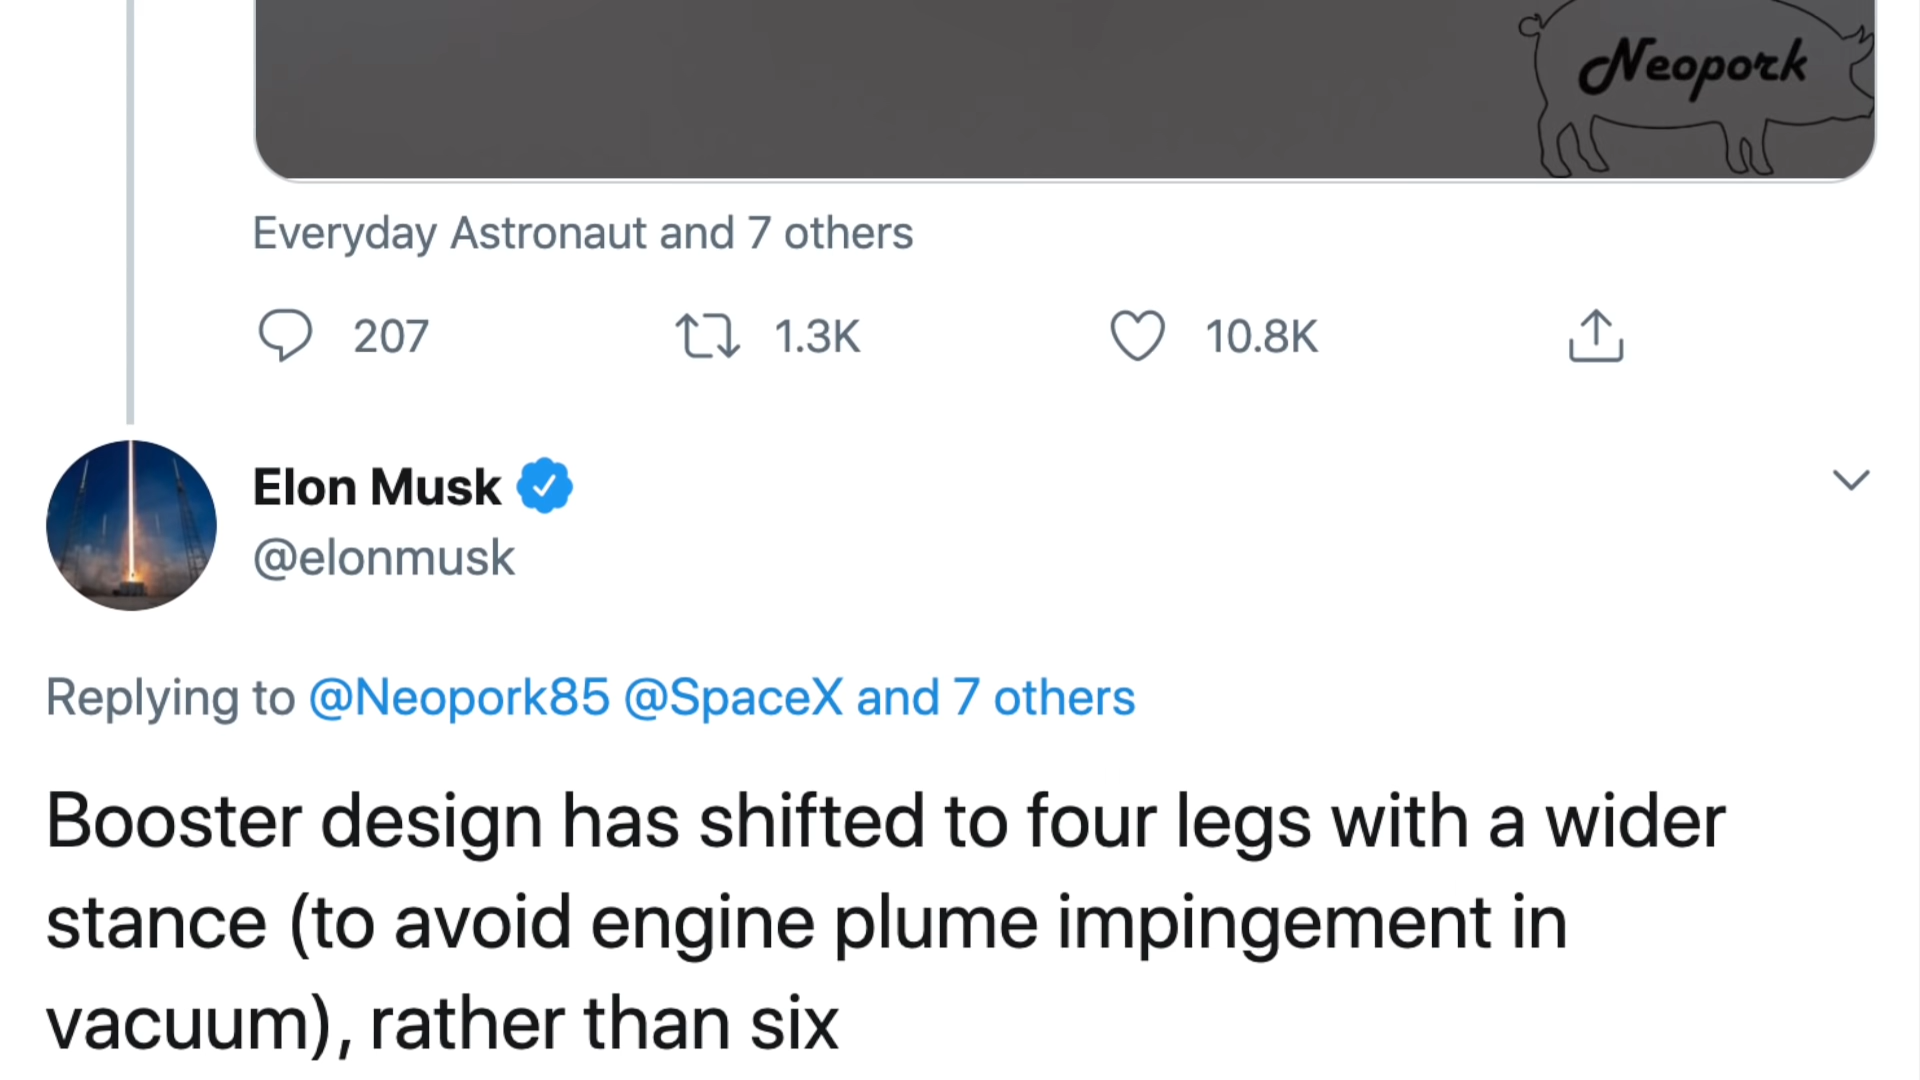 Neopork
Everyday Astronaut and 7 others
207 1.3K 10.8K
Elon Musk
@elonmusk
Replying to @Neopork85 @SpaceX and 7 others
Booster design has shifted to four legs with a wider
stance (to avoid engine plume impingement in
vacuum), rather than six